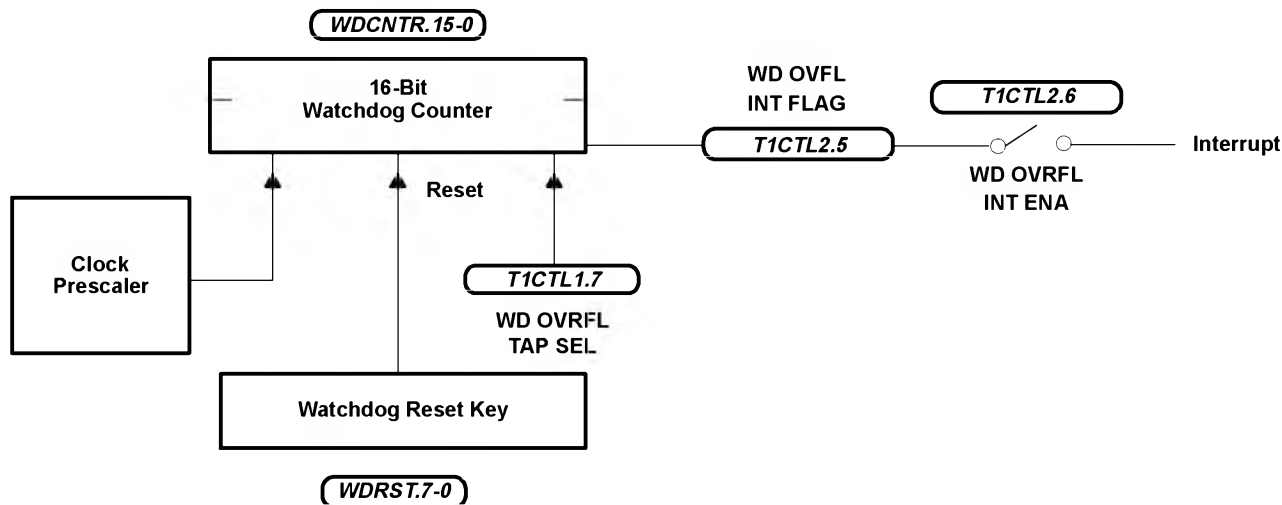 WDCNTR.15-0
16-Bit
Watchdog Counter
WD OVFL
INT FLAG
T1CTL2.6
T1CTL2.5
Interrupt
WD OVRFL
INT ENA
Reset
Clock
Prescaler
T1CTL1.7
WD OVRFL
TAP SEL
Watchdog Reset Key
WDRST.7-0